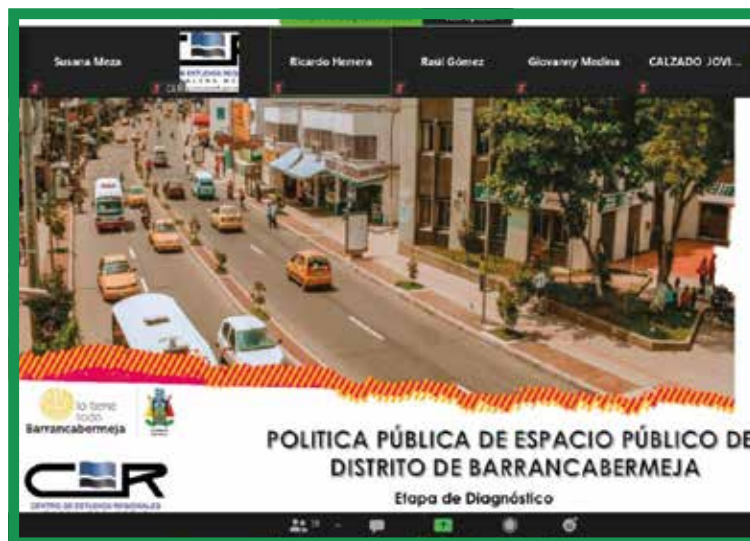 Susana Meza
Ricardo Herrera
Raúl Gómez
Giovanny Medina
CALZADO JOVI...
lo tiene
todo
Barrancabermeja
POLITICA PÚBLICA DE ESPACIO PÚBLICO DE
DISTRITO DE BARRANCABERMEJA
Etapa de Diagnóstico
CER
CENTRO DE ESTUDIOS REGIONALES